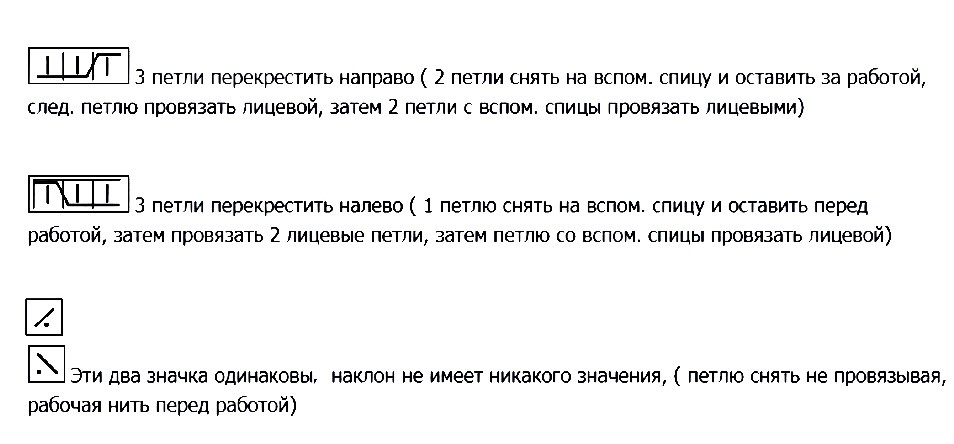 3 петли перекрестить направо ( 2 петли снять на вспом. спицу и оставить за работой,
след. петлю провязать лицевой, затем 2 петли с вспом. спицы провязать лицевыми)
3 петли перекрестить налево ( 1 петлю снять на вспом. спицу и оставить перед
работой, затем провязать 2 лицевые петли, затем петлю со вспом. спицы провязать лицевой)
Эти два значка одинаковы, наклон не имеет никакого значения, ( петлю снять не провязывая,
рабочая нить перед работой)